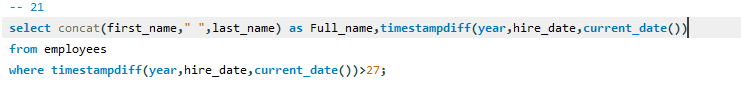 -- 21
select concat(first_name," ",last_name) as Full_name,timestampdiff(year,hire_date,current_date())
from employees
where timestampdiff(year,hire_date,current_date())>27;